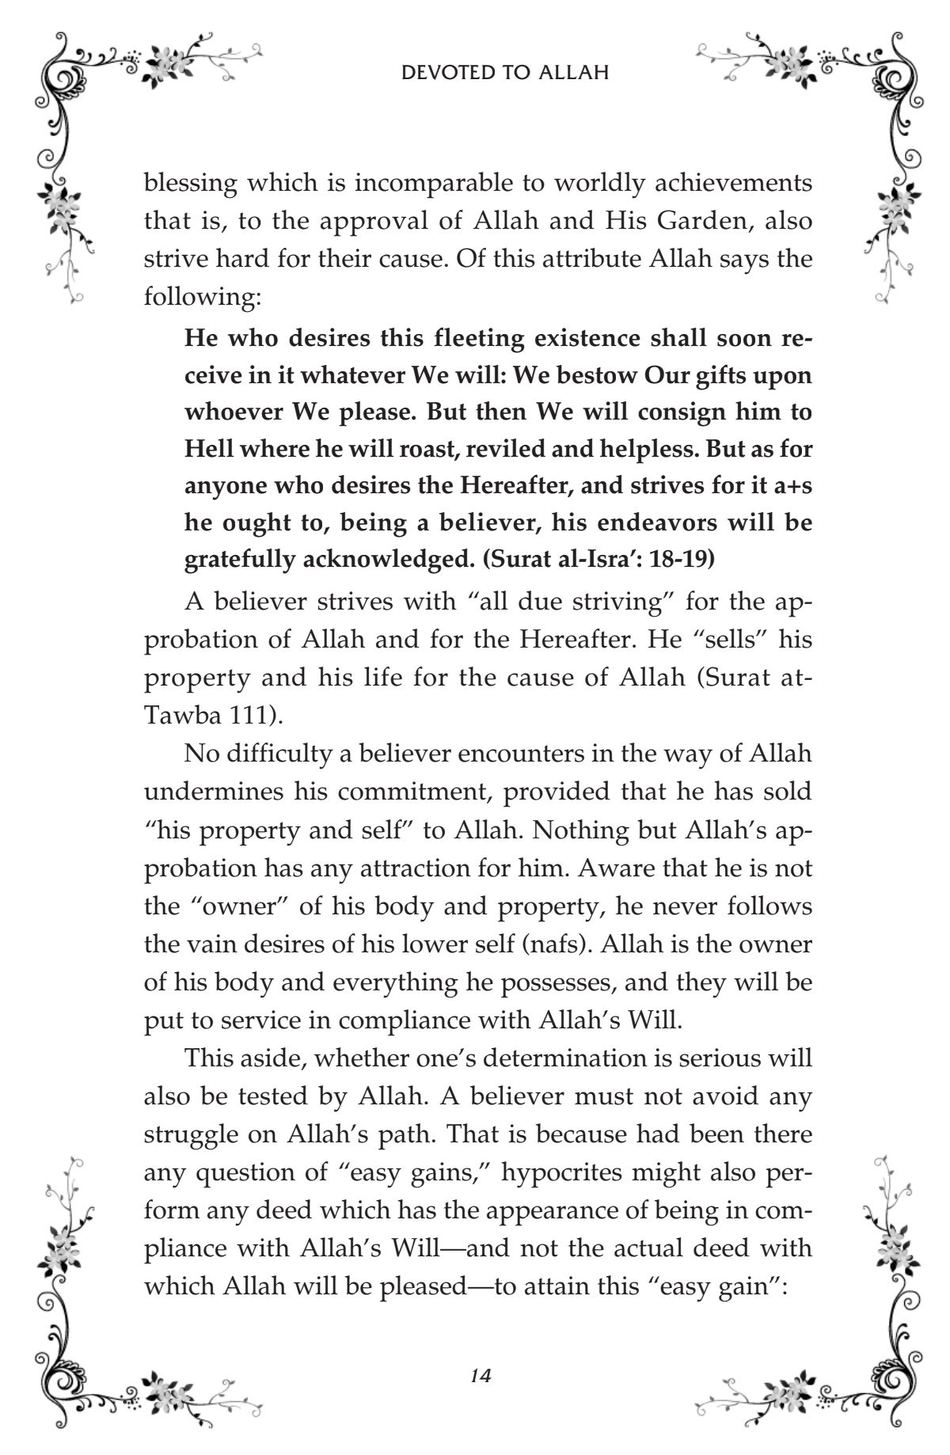 DEVOTED TO ALLAH
blessing which is incomparable to worldly achievements
that is, to the approval of Allah and His Garden, also
strive hard for their cause. Of this attribute Allah says the
following:
He who desires this fleeting existence shall soon re-
ceive in it whatever We will: We bestow Our gifts upon
whoever We please. But then We will consign him to
Hell where he will roast, reviled and helpless. But as for
anyone who desires the Hereafter, and strives for it a+s
he ought to, being a believer, his endeavors will be
gratefully acknowledged. (Surat al-Isra’: 18-19)
A believer strives with “all due striving” for the ap-
probation of Allah and for the Hereafter. He “sells” his
property and his life for the cause of Allah (Surat at-
Tawba 111).
No difficulty a believer encounters in the way of Allah
undermines his commitment, provided that he has sold
“his property and self” to Allah. Nothing but Allah’s ap-
probation has any attraction for him. Aware that he is not
the “owner” of his body and property, he never follows
the vain desires of his lower self (nafs). Allah is the owner
of his body and everything he possesses, and they will be
put to service in compliance with Allah’s Will.
This aside, whether one’s determination is serious will
also be tested by Allah. A believer must not avoid any
struggle on Allah’s path. That is because had been there
any question of “easy gains,” hypocrites might also per-
form any deed which has the appearance of being in com-
pliance with Allah’s Will—and not the actual deed with
which Allah will be pleased—to attain this “easy gain”:
14